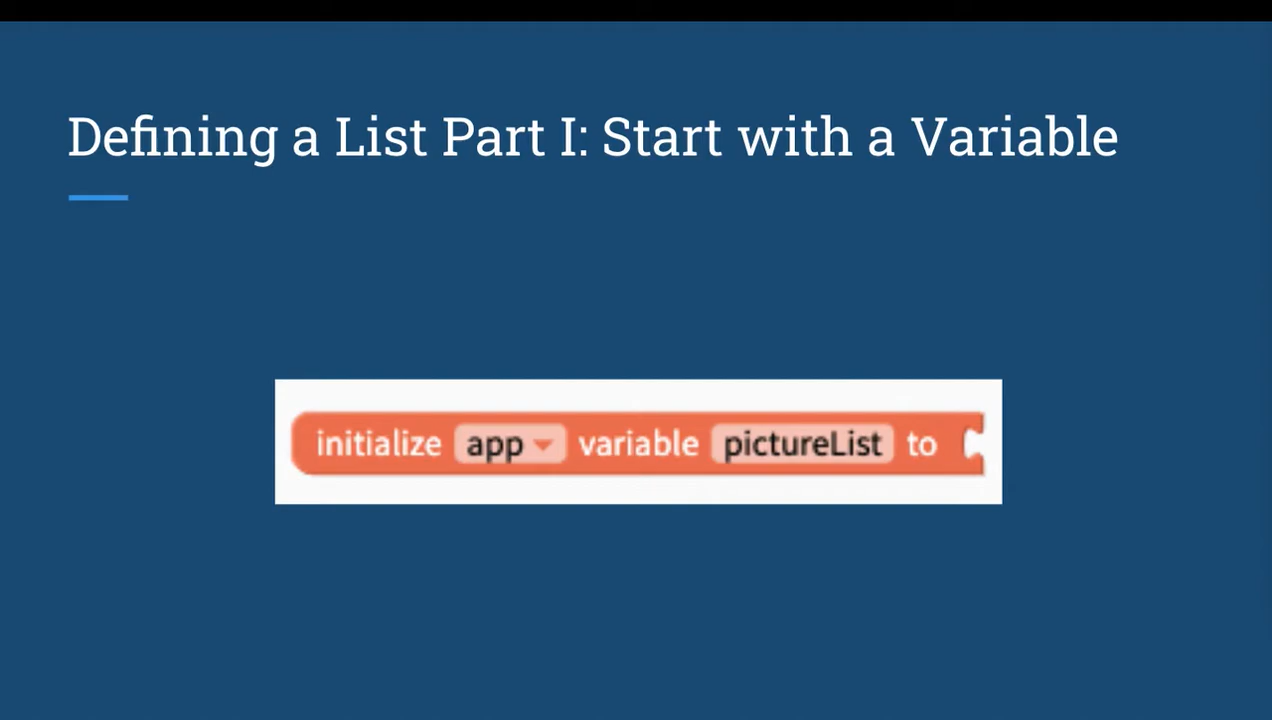 Defining a List Part I: Start with a Variable
initialize app variable pictureList to